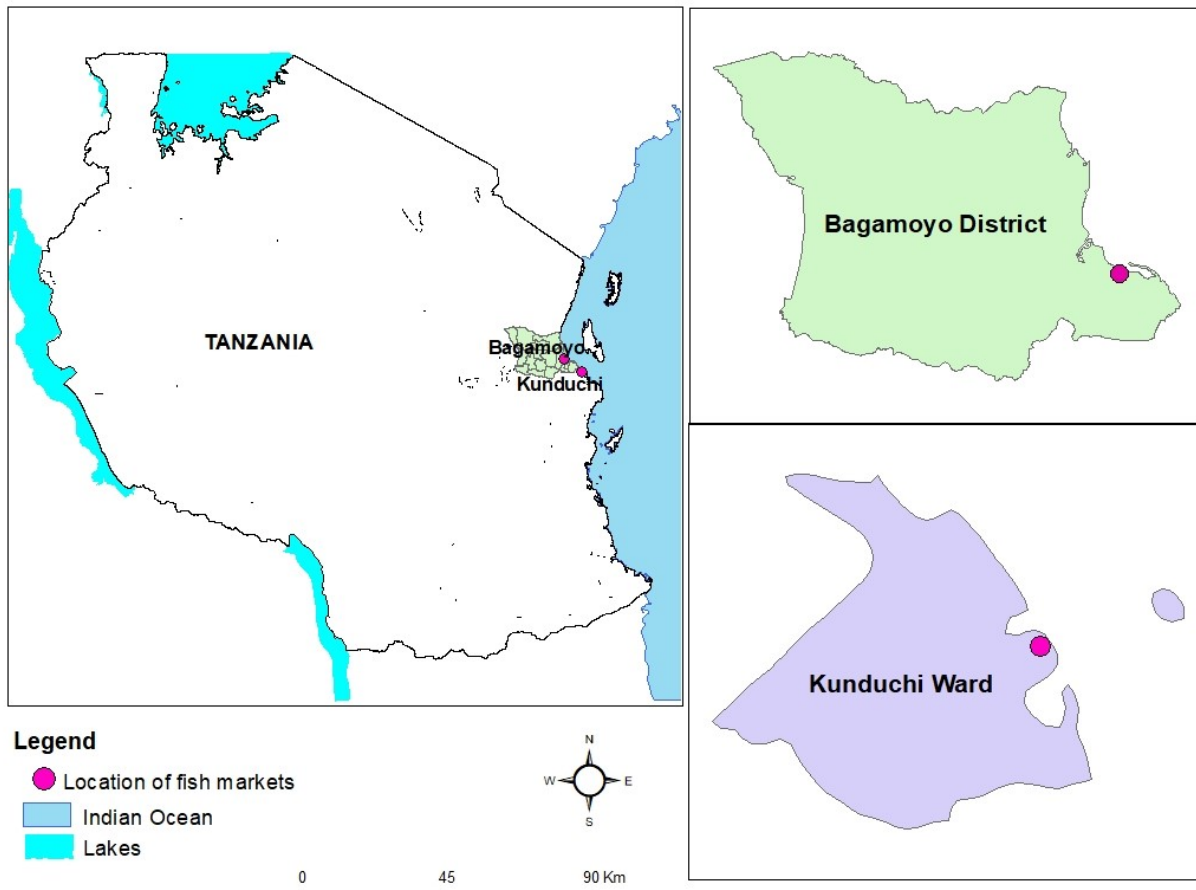 TANZANIA
Bagamoyo
Kunduchi
Bagamoyo District
Kunduchi Ward
Legend
Location of fish markets
Indian Ocean
Lakes
N
W E
S
0 45 90 Km